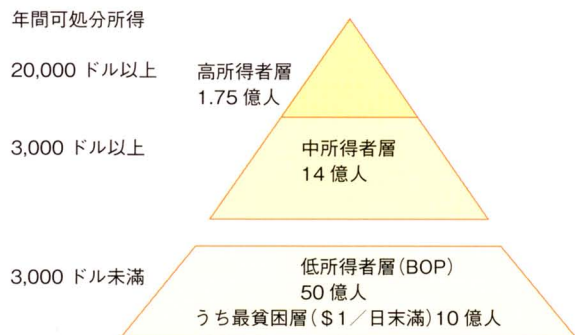 年間可処分所得
20,000 ドル以上
高所得者層
1.75 億人
3,000 ドル以上
中所得者層
14 億人
3,000 ドル未満
低所得者層(BOP)
50 億人
うち最貧困層($1/日末満)10 億人